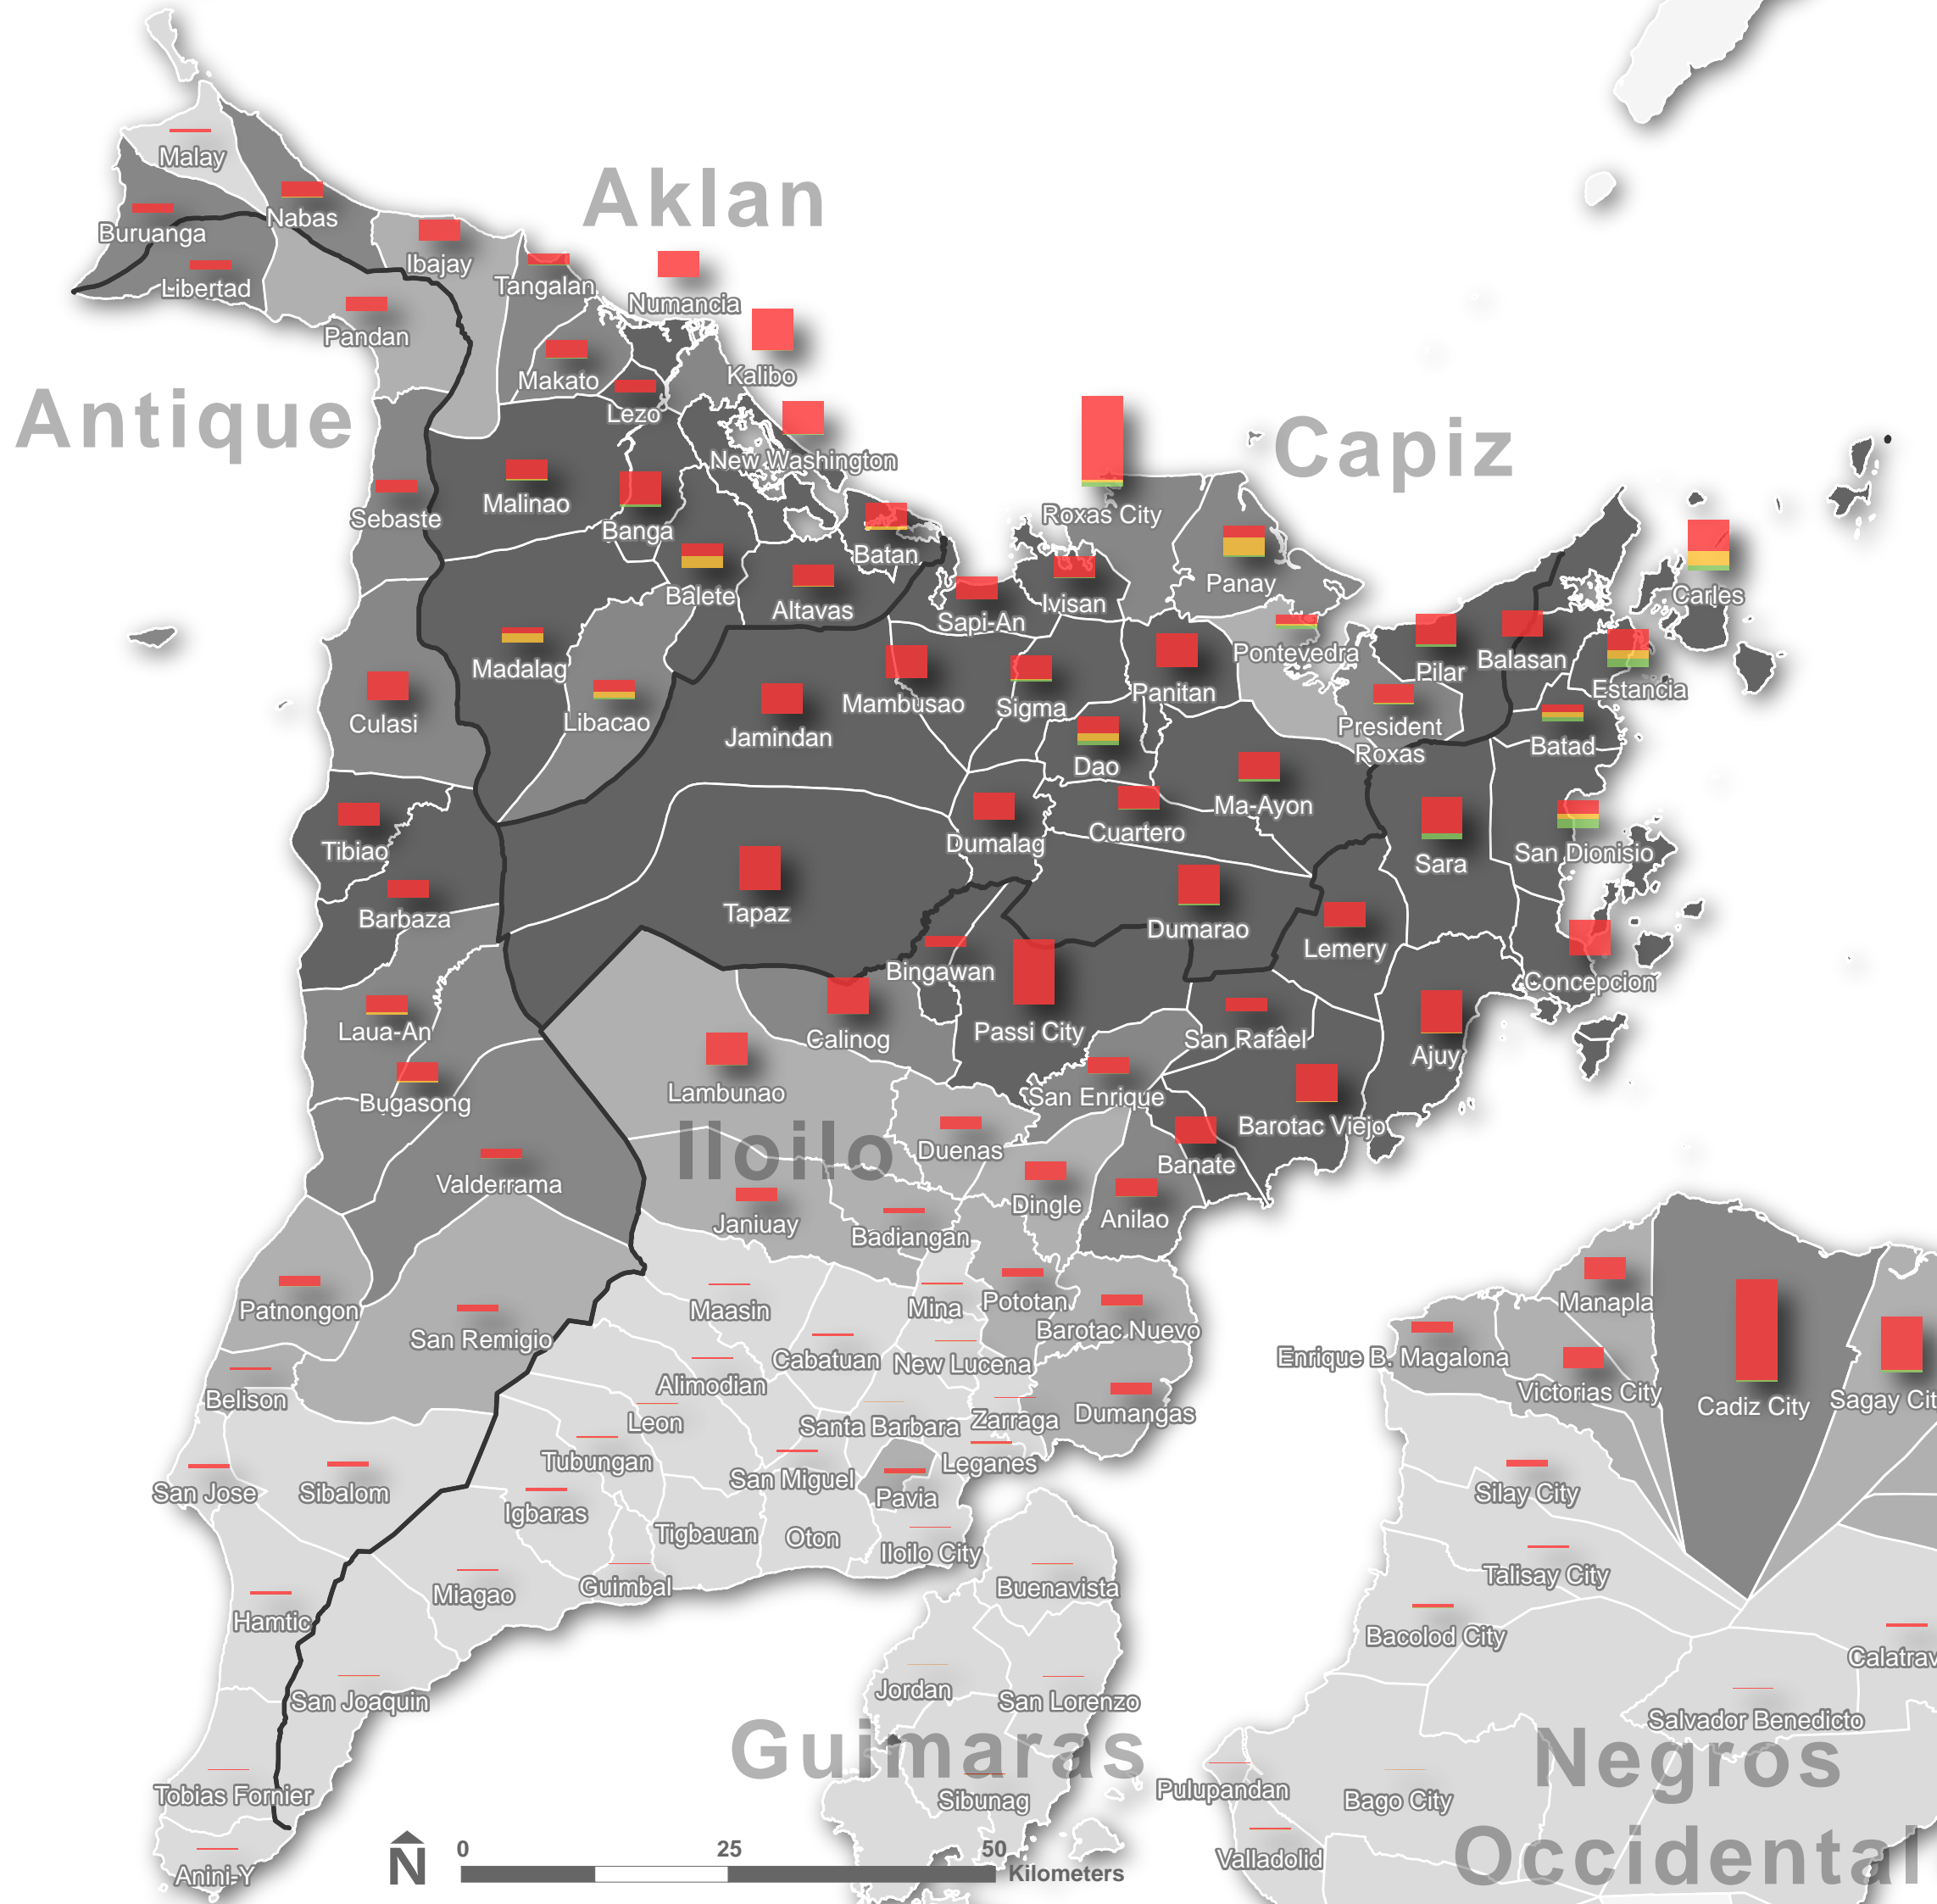 Malay
Aklan
Nabas
Buruanga
Ibajay
Libertad
Tangalan
Numancia
Pandan
Makato
Kalibo
Antique
Lezo
Capiz
New Washington
Malinao
Sebaste
Banga
Roxas City
Batan
Panay
Balete
Altavas
Ivisan
Carles
Sapi-An
Pontevedra
Madalag
Pilar
Balasan
Estancia
Panitan
Culasi
Libacao
Mambusao
Sigma
Jamindan
President
Roxas
Batad
Dao
Ma-Ayon
Cuartero
Dumalag
Tibiao
Sara
San Dionisio
Tapaz
Barbaza
Dumarao
Lemery
Bingawan
Concepcion
Laua-An
Calinog
Passi City
San Rafael
Ajuy
Lambunao
Bugasong
San Enrique
Barotac Viejo
Iloilo
Duenas
Banate
Valderrama
Dingle
Janiuay
Anilao
Badiangan
Patnongon
Maasin
Mina
Pototan
Manapla
San Remigio
Barotac Nuevo
Enrique B. Magalona
Cabatuan
New Lucena
Alimodian
Victorias City
Belison
Cadiz City
Sagay Cit
Leon
Santa Barbara
Zarraga
Dumangas
Tubungan
San Miguel
Leganes
San Jose
Sibalom
Pavia
Silay City
Igbaras
Tigbauan
Oton
Iloilo City
Talisay City
Miagao
Guimbal
Buenavista
Hamtic
Bacolod City
Calatrav
Jordan
San Joaquin
San Lorenzo
Salvador Benedicto
Guimaras
Negros
Occidental
Tobias Fornier
Pulupandan
Sibunag
Bago City
Valladolid
Anini-Y
N
0 25 50
Kilometers